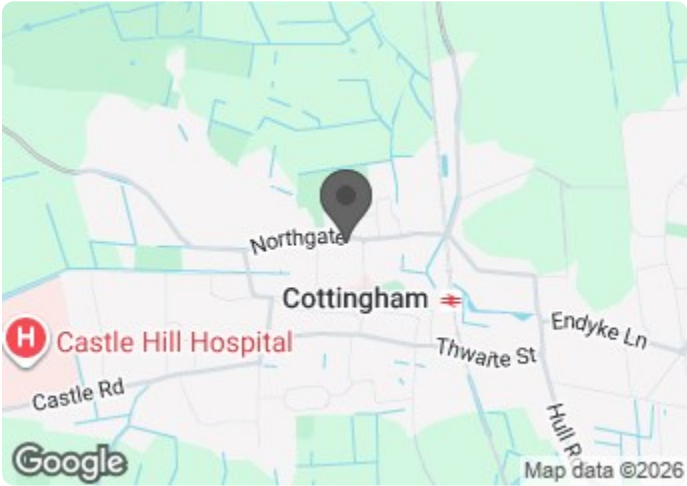 Northgate
Cottingham
Endyke Ln
Castle Hill Hospital
Thwaite St
Castle Rd
Hull
H
Google
Map data ©2026